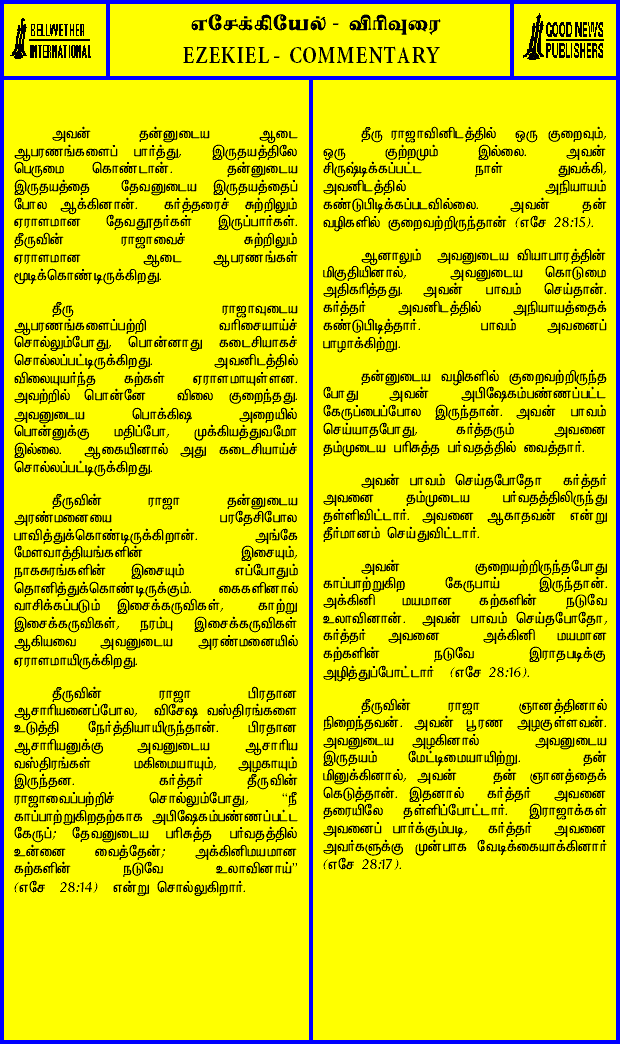 BELLWETHER
INTERNATIONAL
எசேக்கியேல் - விரிவுரை
EZEKIEL - COMMENTARY
GOOD NEWS
PUBLISHERS
அவன் தன்னுடைய ஆடை
ஆபரணங்களைப் பார்த்து, இருதயத்திலே
பெருமை கொண்டான். தன்னுடைய
இருதயத்தை தேவனுடைய இருதயத்தைப்
போல ஆக்கினான். கர்த்தரைச் சுற்றிலும்
ஏராளமான தேவதூதர்கள் இருப்பார்கள்.
தீருவின் ராஜாவைச் சுற்றிலும்
ஏராளமான ஆடை ஆபரணங்கள்
மூடிக்கொண்டிருக்கிறது.
தீரு ராஜாவுடைய
ஆபரணங்களைப்பற்றி வரிசையாய்ச்
சொல்லும்போது, பொன்னாது கடைசியாகச்
சொல்லப்பட்டிருக்கிறது. அவனிடத்தில்
விலையுயர்ந்த கற்கள் ஏராளமாயுள்ளன.
அவற்றில் பொன்னே விலை குறைந்தது.
அவனுடைய பொக்கிஷ அறையில்
பொன்னுக்கு மதிப்போ, முக்கியத்துவமோ
இல்லை. ஆகையினால் அது கடைசியாய்ச்
சொல்லப்பட்டிருக்கிறது.
தீருவின் ராஜா தன்னுடைய
அரண்மனையை பரதேசிபோல
பாவித்துக்கொண்டிருக்கிறான். அங்கே
மேளவாத்தியங்களின் இசையும்,
நாகசுரங்களின் இசையும் எப்போதும்
தொனித்துக்கொண்டிருக்கும். கைகளினால்
வாசிக்கப்படும் இசைக்கருவிகள், காற்று
இசைக்கருவிகள், நரம்பு இசைக்கருவிகள்
ஆகியவை அவனுடைய அரண்மனையில்
ஏராளமாயிருக்கிறது.
தீருவின் ராஜா பிரதான
ஆசாரியனைப்போல, விசேஷ வஸ்திரங்களை
உடுத்தி நேர்த்தியாயிருந்தான். பிரதான
ஆசாரியனுக்கு அவனுடைய ஆசாரிய
வஸ்திரங்கள் மகிமையாயும், அழகாயும்
இருந்தன. கர்த்தர் தீருவின்
ராஜாவைப்பற்றிச் சொல்லும்போது, “நீ
காப்பாற்றுகிறதற்காக அபிஷேகம்பண்ணப்பட்ட
கேருப்; தேவனுடைய பரிசுத்த பர்வதத்தில்
உன்னை வைத்தேன்; அக்கினிமயமான
கற்களின் நடுவே உலாவினாய்”
(எசே 28:14) என்று சொல்லுகிறார்.
தீரு ராஜாவினிடத்தில் ஒரு குறைவும்,
ஒரு குற்றமும் இல்லை. அவன்
சிருஷ்டிக்கப்பட்ட நாள் துவக்கி,
அவனிடத்தில் அநியாயம்
கண்டுபிடிக்கப்படவில்லை. அவன் தன்
வழிகளில் குறைவற்றிருந்தான் (எசே 28:15).
ஆனாலும் அவனுடைய வியாபாரத்தின்
மிகுதியினால், அவனுடைய கொடுமை
அதிகரித்தது. அவன் பாவம் செய்தான்.
கர்த்தர் அவனிடத்தில் அநியாயத்தைக்
கண்டுபிடித்தார். பாவம் அவனைப்
பாழாக்கிற்று.
தன்னுடைய வழிகளில் குறைவற்றிருந்த
போது அவன் அபிஷேகம்பண்ணப்பட்ட
கேருப்பைப்போல இருந்தான். அவன் பாவம்
செய்யாதபோது, கர்த்தரும் அவனை
தம்முடைய பரிசுத்த பர்வதத்தில் வைத்தார்.
அவன் பாவம் செய்தபோதோ கர்த்தர்
அவனை தம்முடைய பர்வதத்திலிருந்து
தள்ளிவிட்டார். அவனை ஆகாதவன் என்று
தீர்மானம் செய்துவிட்டார்.
அவன் குறையற்றிருந்தபோது
காப்பாற்றுகிற கேருபாய் இருந்தான்.
அக்கினி மயமான கற்களின் நடுவே
உலாவினான். அவன் பாவம் செய்தபோதோ,
கர்த்தர் அவனை அக்கினி மயமான
கற்களின் நடுவே இராதபடிக்கு
அழித்துப்போட்டார் (எசே 28:16).
தீருவின் ராஜா ஞானத்தினால்
நிறைந்தவன். அவன் பூரண அழகுள்ளவன்.
அவனுடைய அழகினால் அவனுடைய
இருதயம் மேட்டிமையாயிற்று. தன்
மினுக்கினால், அவன் தன் ஞானத்தைக்
கெடுத்தான். இதனால் கர்த்தர் அவனை
தரையிலே தள்ளிப்போட்டார். இராஜாக்கள்
அவனைப் பார்க்கும்படி, கர்த்தர் அவனை
அவர்களுக்கு முன்பாக வேடிக்கையாக்கினார்
(எசே 28:17).